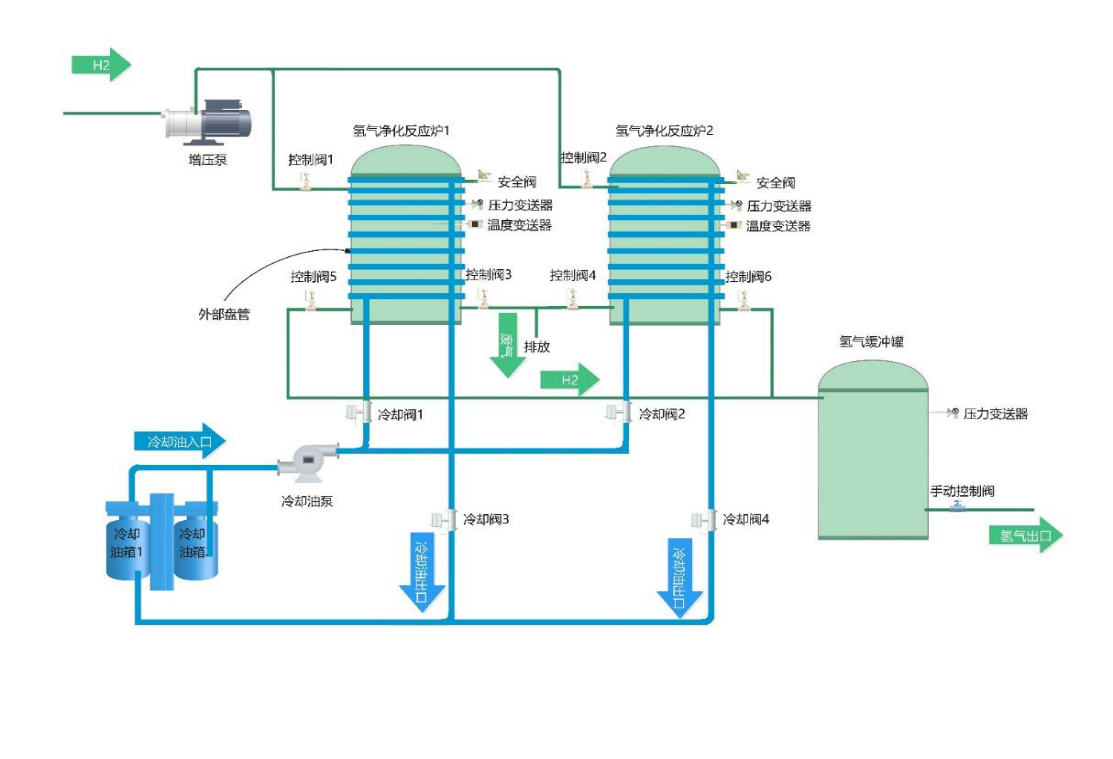 H2
增压泵
氢气净化反应炉1
氢气净化反应炉2
控制阀1
控制阀2
安全阀
安全阀
压力变送器
压力变送器
温度变送器
温度变送器
控制阀5
控制阀3
控制阀4
控制阀6
外部盘管
废气
排放
H2
氢气缓冲罐
冷却阀1
冷却阀2
压力变送器
冷却油入口
冷却油泵
手动控制阀
冷却阀3
冷却阀4
冷却
油箱1
冷却
油箱
氢气出口
冷却油出口
冷却油出口